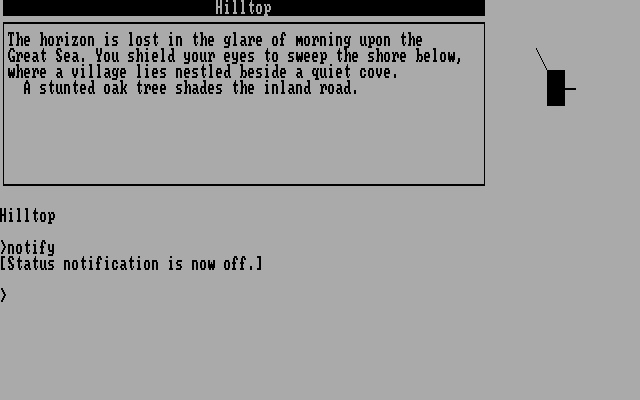 Hilltop
The horizon is lost in the glare of morning upon the
Great Sea. You shield your eyes to sweep the shore below,
where a village lies nestled beside a quiet cove.
A stunted oak tree shades the inland road.
Hilltop
>notify
[Status notification is now off.]
>